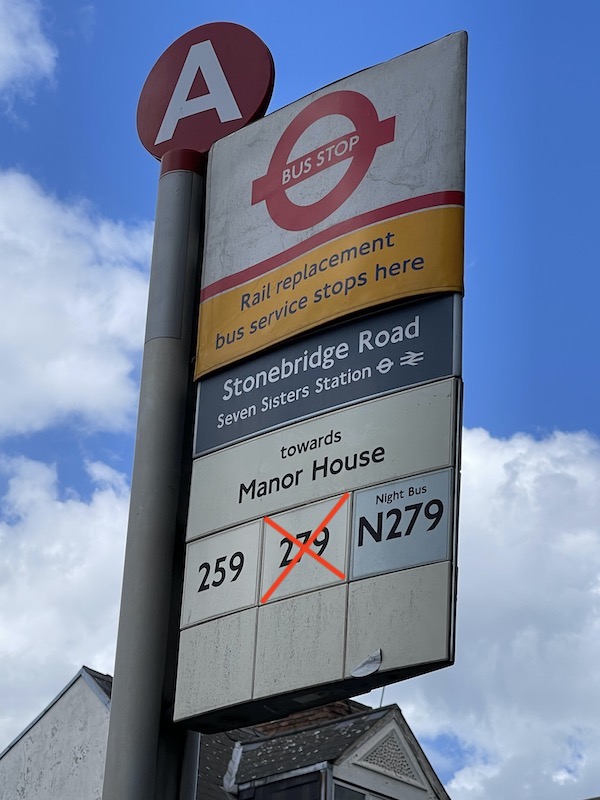 A
BUS STOP
Rail replacement
bus service stops here
Stonebridge Road
Seven Sisters Station
towards
Manor House
259
279
Night Bus
N279